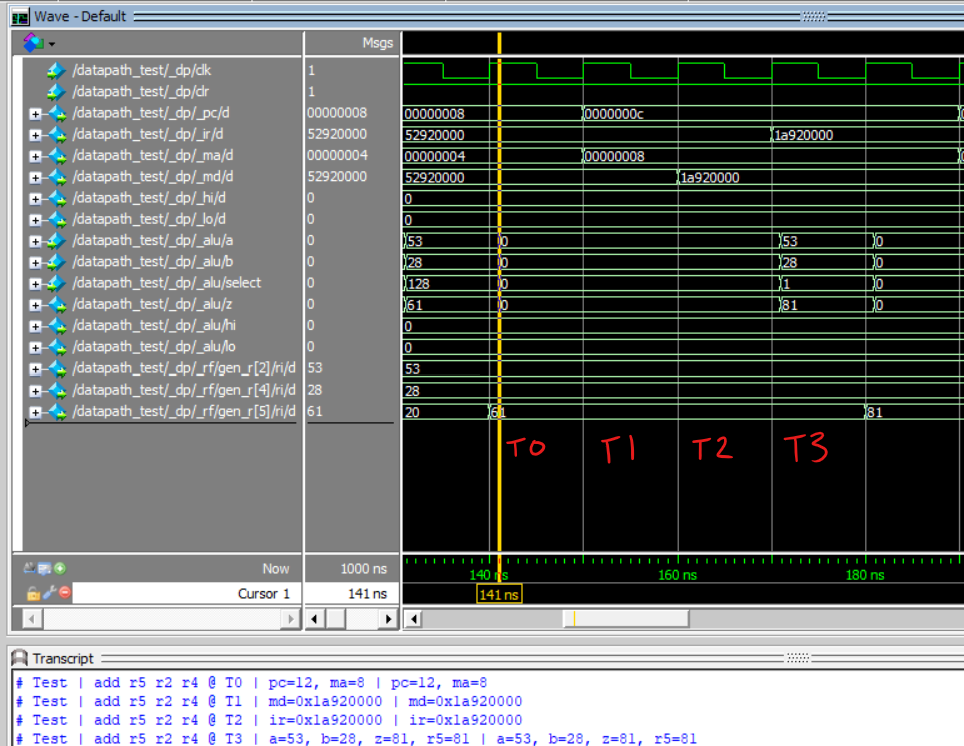 Wave - Default
Msgs
/datapath_test/_dp/clk 1
/datapath_test/_dp/clr 1
/datapath_test/_dp/_pc/d 00000008 00000008 0000000c
/datapath_test/_dp/_ir/d 52920000 52920000 1a920000
/datapath_test/_dp/_ma/d 00000004 00000004 00000008
/datapath_test/_dp/_md/d 52920000 52920000 1a920000
/datapath_test/_dp/_hi/d 0 0
/datapath_test/_dp/_lo/d 0 0
/datapath_test/_dp/_alu/a 0 53 0 53 0
/datapath_test/_dp/_alu/b 0 28 0 28 0
/datapath_test/_dp/_alu/select 0 128 0 1 0
/datapath_test/_dp/_alu/z 0 61 0 81 0
/datapath_test/_dp/_alu/hi 0 0
/datapath_test/_dp/_alu/lo 0 0
/datapath_test/_dp/_rf/gen_r[2]/ri/d 53 53
/datapath_test/_dp/_rf/gen_r[4]/ri/d 28 28
/datapath_test/_dp/_rf/gen_r[5]/ri/d 61 20 61 81
T0 T1 T2 T3
Now 1000 ns 140 ns 160 ns 180 ns
Cursor 1 141 ns 141 ns
Transcript
# Test | add r5 r2 r4 @ T0 | pc=12, ma=8 | pc=12, ma=8
# Test | add r5 r2 r4 @ T1 | md=0x1a920000 | md=0x1a920000
# Test | add r5 r2 r4 @ T2 | ir=0x1a920000 | ir=0x1a920000
# Test | add r5 r2 r4 @ T3 | a=53, b=28, z=81, r5=81 | a=53, b=28, z=81, r5=81